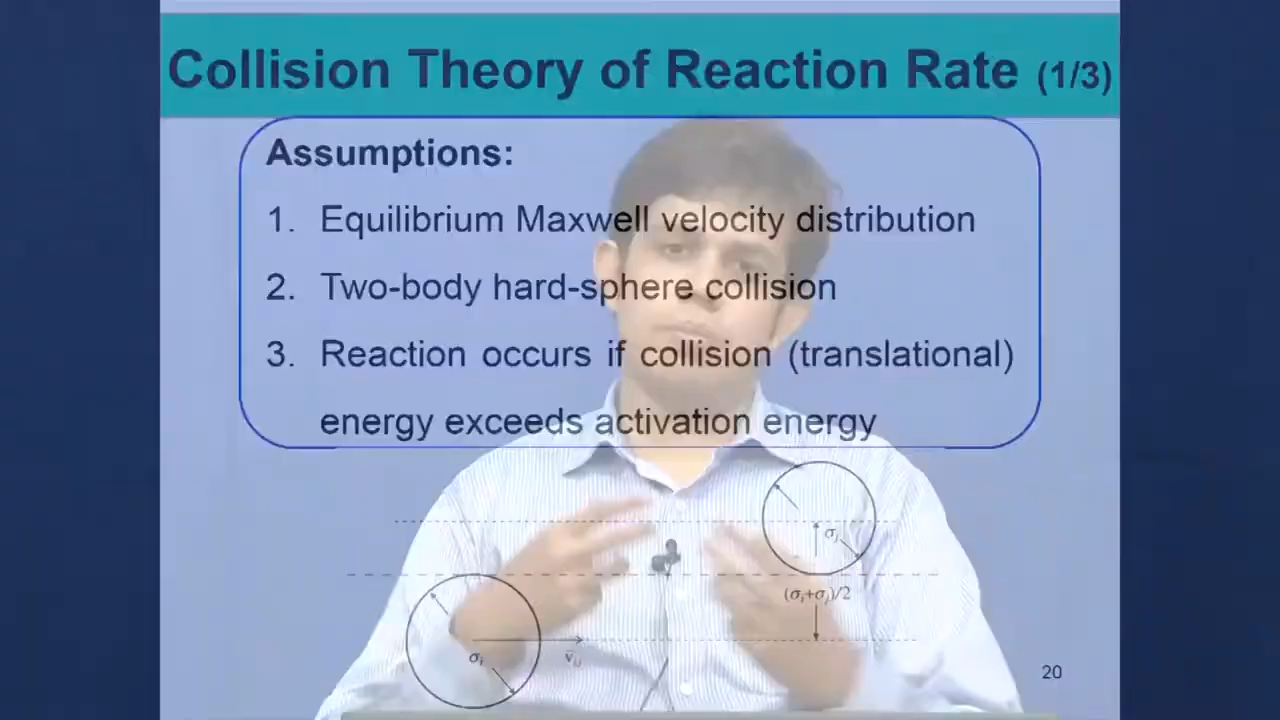 Collision Theory of Reaction Rate (1/3)
Assumptions:
1. Equilibrium Maxwell velocity distribution
2. Two-body hard-sphere collision
3. Reaction occurs if collision (translational)
energy exceeds activation energy
σj
(σi+σj)/2
σi
v̄ij
20